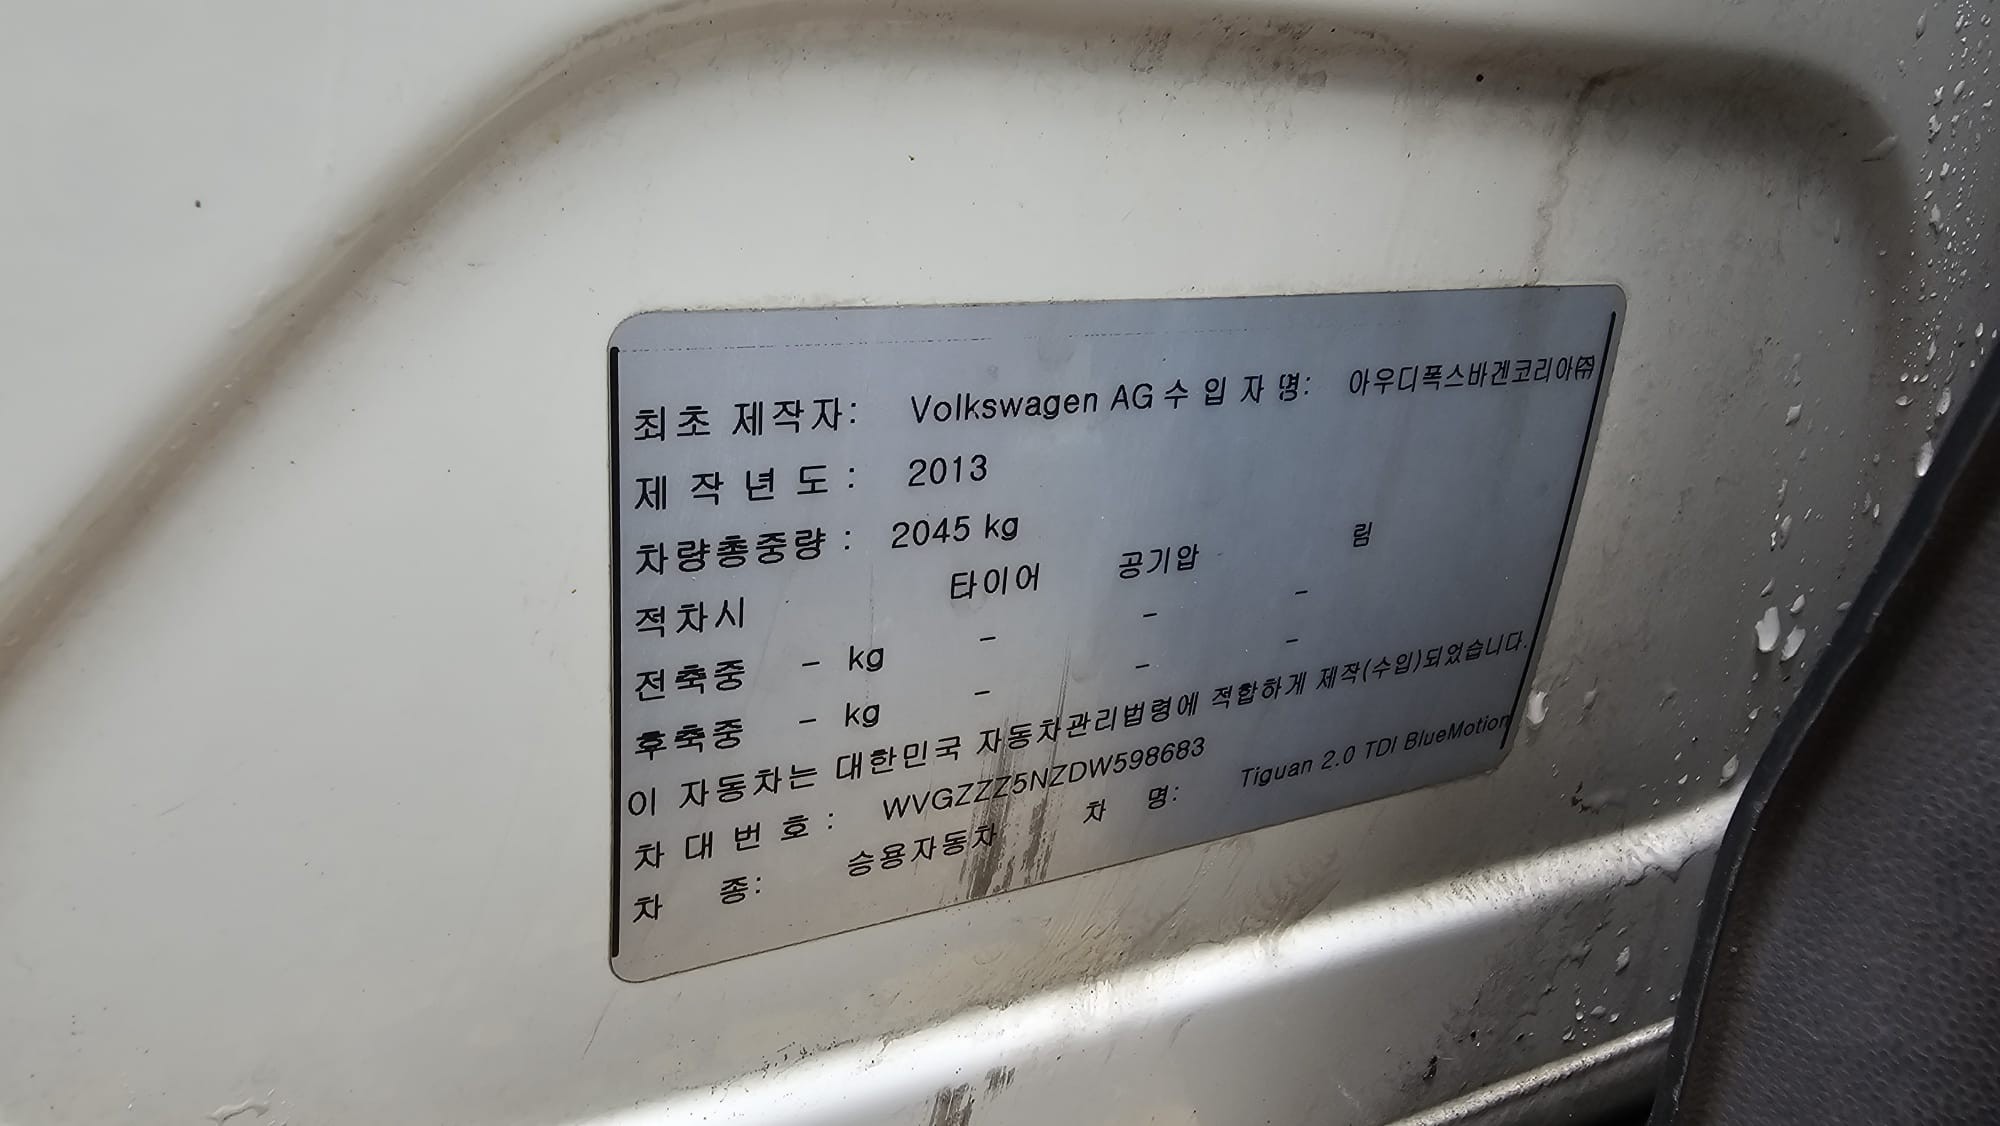 최초 제작자: Volkswagen AG 수 입 자 명: 아우디폭스바겐코리아㈜
제 작 년 도 : 2013
차량총중량 : 2045 kg
적차시 타이어 공기압 림
전축중 - kg - - -
후축중 - kg - - -
이 자동차는 대한민국 자동차관리법령에 적합하게 제작(수입)되었습니다.
차 대 번 호 : WVGZZZ5NZDW598683
차 종: 승용자동차 차 명: Tiguan 2.0 TDI BlueMotion